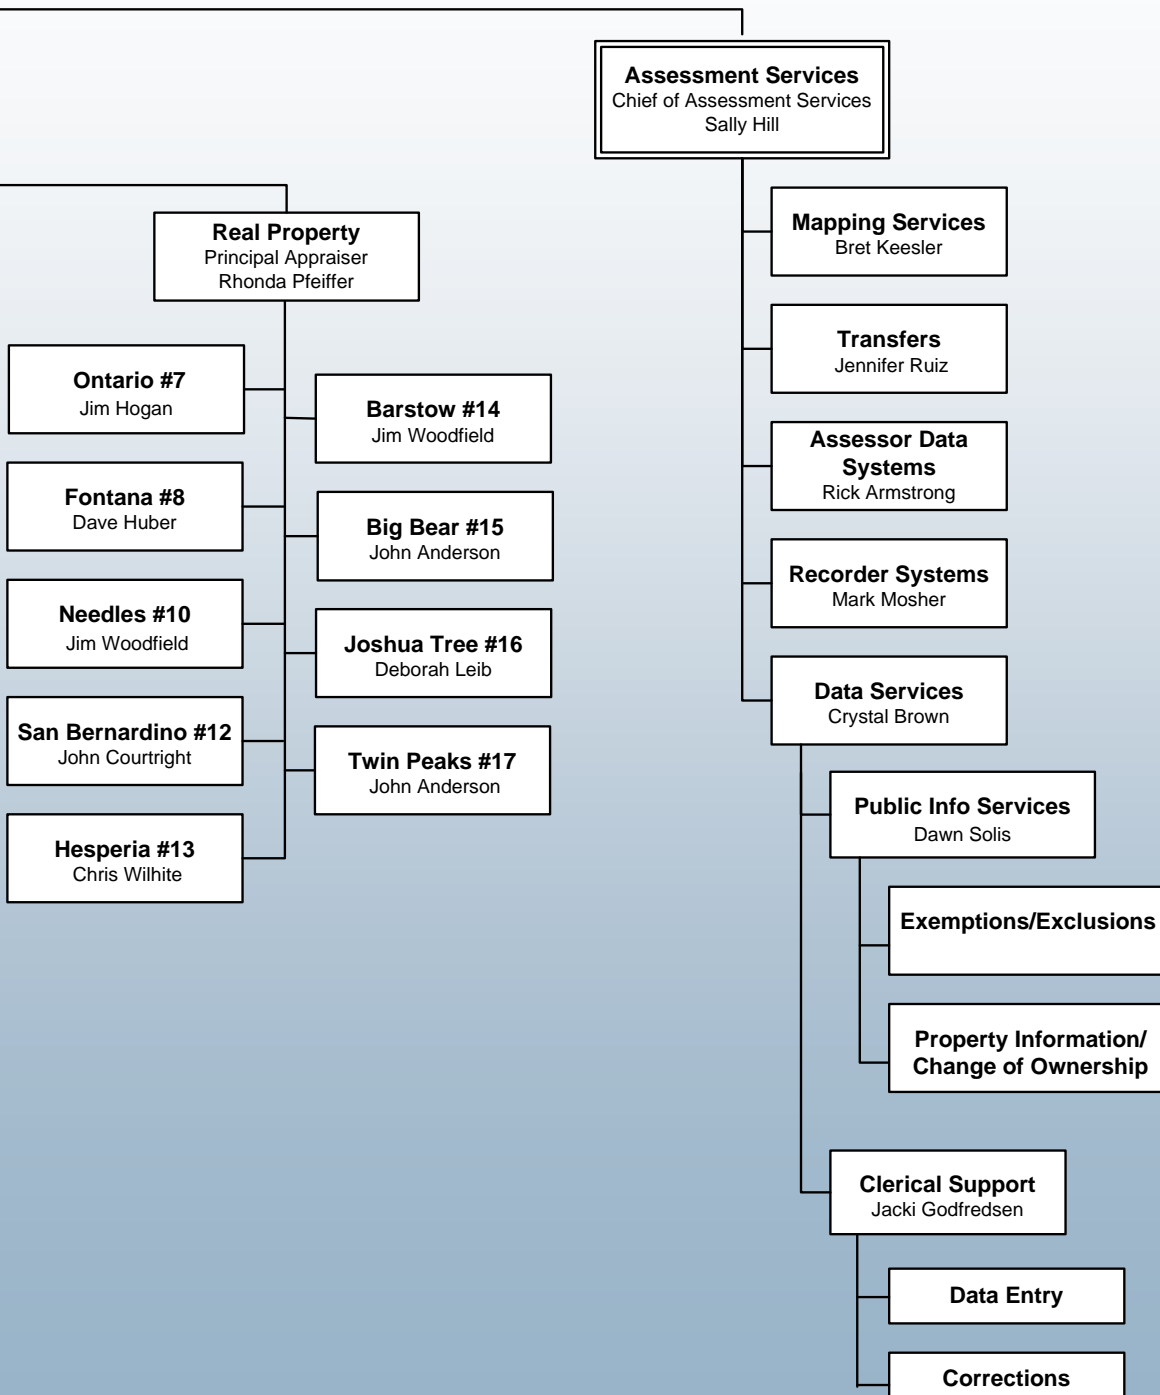 Assessment Services
Chief of Assessment Services
Sally Hill
Real Property
Principal Appraiser
Rhonda Pfeiffer
Ontario #7
Jim Hogan
Fontana #8
Dave Huber
Needles #10
Jim Woodfield
San Bernardino #12
John Courtright
Hesperia #13
Chris Wilhite
Barstow #14
Jim Woodfield
Big Bear #15
John Anderson
Joshua Tree #16
Deborah Leib
Twin Peaks #17
John Anderson
Mapping Services
Bret Keesler
Transfers
Jennifer Ruiz
Assessor Data
Systems
Rick Armstrong
Recorder Systems
Mark Mosher
Data Services
Crystal Brown
Public Info Services
Dawn Solis
Exemptions/Exclusions
Property Information/
Change of Ownership
Clerical Support
Jacki Godfredsen
Data Entry
Corrections